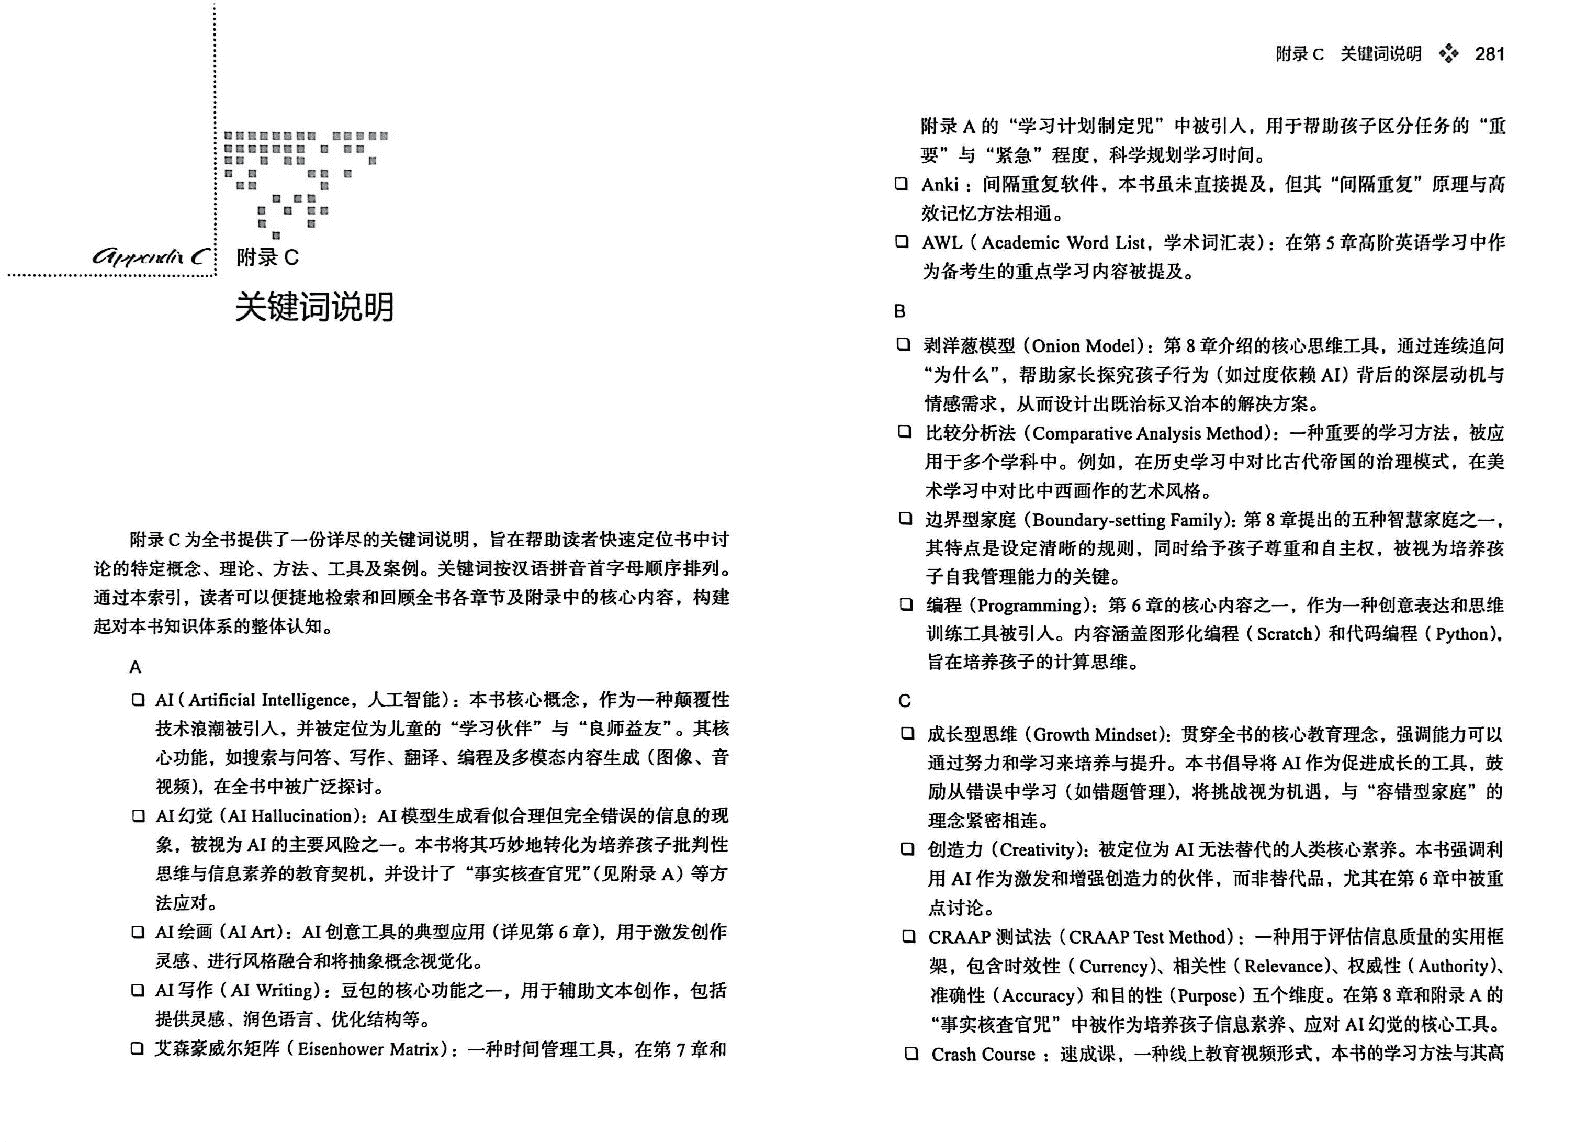 Appendix C
附录 C
关键词说明
附录 C 为全书提供了一份详尽的关键词说明，旨在帮助读者快速定位书中讨
论的特定概念、理论、方法、工具及案例。关键词按汉语拼音首字母顺序排列。
通过本索引，读者可以便捷地检索和回顾全书各章节及附录中的核心内容，构建
起对本书知识体系的整体认知。
A
❏ AI（Artificial Intelligence，人工智能）：本书核心概念，作为一种颠覆性
技术浪潮被引入，并被定位为儿童的“学习伙伴”与“良师益友”。其核
心功能，如搜索与问答、写作、翻译、编程及多模态内容生成（图像、音
视频），在全书中被广泛探讨。
❏ AI 幻觉（AI Hallucination）：AI 模型生成看似合理但完全错误的信息的现
象，被视为 AI 的主要风险之一。本书将其巧妙地转化为培养孩子批判性
思维与信息素养的教育契机，并设计了“事实核查官咒”（见附录 A）等方
法应对。
❏ AI 绘画（AI Art）：AI 创意工具的典型应用（详见第 6 章），用于激发创作
灵感、进行风格融合和将抽象概念视觉化。
❏ AI 写作（AI Writing）：豆包的核心功能之一，用于辅助文本创作，包括
提供灵感、润色语言、优化结构等。
❏ 艾森豪威尔矩阵（Eisenhower Matrix）：一种时间管理工具，在第 7 章和
附录 C 关键词说明 281
附录 A 的“学习计划制定咒”中被引入，用于帮助孩子区分任务的“重
要”与“紧急”程度，科学规划学习时间。
❏ Anki：间隔重复软件，本书虽未直接提及，但其“间隔重复”原理与高
效记忆方法相通。
❏ AWL（Academic Word List，学术词汇表）：在第 5 章高阶英语学习中作
为备考生的重点学习内容被提及。
B
❏ 剥洋葱模型（Onion Model）：第 8 章介绍的核心思维工具，通过连续追问
“为什么”，帮助家长探究孩子行为（如过度依赖 AI）背后的深层动机与
情感需求，从而设计出既治标又治本的解决方案。
❏ 比较分析法（Comparative Analysis Method）：一种重要的学习方法，被应
用于多个学科中。例如，在历史学习中对比古代帝国的治理模式，在美
术学习中对比中西画作的艺术风格。
❏ 边界型家庭（Boundary-setting Family）：第 8 章提出的五种智慧家庭之一，
其特点是设定清晰的规则，同时给予孩子尊重和自主权，被视为培养孩
子自我管理能力的关键。
❏ 编程（Programming）：第 6 章的核心内容之一，作为一种创意表达和思维
训练工具被引入。内容涵盖图形化编程（Scratch）和代码编程（Python），
旨在培养孩子的计算思维。
C
❏ 成长型思维（Growth Mindset）：贯穿全书的核心教育理念，强调能力可以
通过努力和学习来培养与提升。本书倡导将 AI 作为促进成长的工具，鼓
励从错误中学习（如错题管理），将挑战视为机遇，与“容错型家庭”的
理念紧密相连。
❏ 创造力（Creativity）：被定位为 AI 无法替代的人类核心素养。本书强调利
用 AI 作为激发和增强创造力的伙伴，而非替代品，尤其在第 6 章中被重
点讨论。
❏ CRAAP 测试法（CRAAP Test Method）：一种用于评估信息质量的实用框
架，包含时效性（Currency）、相关性（Relevance）、权威性（Authority）、
准确性（Accuracy）和目的性（Purpose）五个维度。在第 8 章和附录 A 的
“事实核查官咒”中被作为培养孩子信息素养、应对 AI 幻觉的核心工具。
❏ Crash Course：速成课，一种线上教育视频形式，本书的学习方法与其高